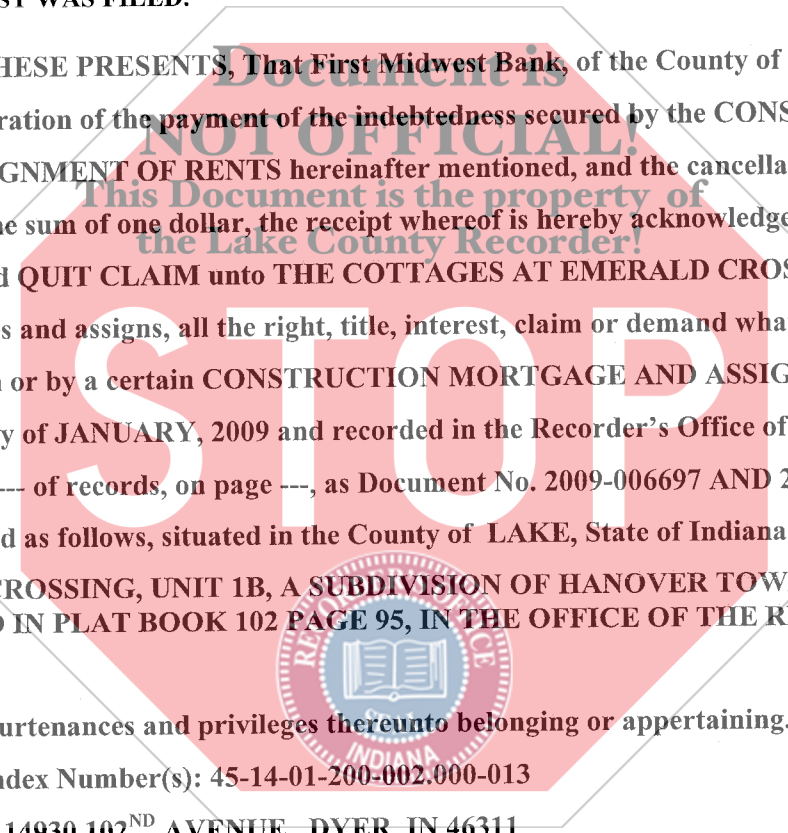 ST WAS FILED.
HESE PRESENTS, That First Midwest Bank, of the County of
Document is
ration of the payment of the indebtedness secured by the CONS
NOT OFFICIAL!
GNMENT OF RENTS hereinafter mentioned, and the cancella
This Document is the property of
e sum of one dollar, the receipt whereof is hereby acknowledge
the Lake County Recorder!
d QUIT CLAIM unto THE COTTAGES AT EMERALD CROS
s and assigns, all the right, title, interest, claim or demand wha
STOP
n or by a certain CONSTRUCTION MORTGAGE AND ASSIG
y of JANUARY, 2009 and recorded in the Recorder's Office of
--- of records, on page ---, as Document No. 2009-006697 AND 2
d as follows, situated in the County of LAKE, State of Indiana
CROSSING, UNIT 1B, A SUBDIVISION OF HANOVER TOW
D IN PLAT BOOK 102 PAGE 95, IN THE OFFICE OF THE R
RECORDER'S OFFICE
SEAL
INDIANA
urtenances and privileges thereunto belonging or appertaining.
ndex Number(s): 45-14-01-200-002.000-013
14930 102ND AVENUE, DYER, IN 46311